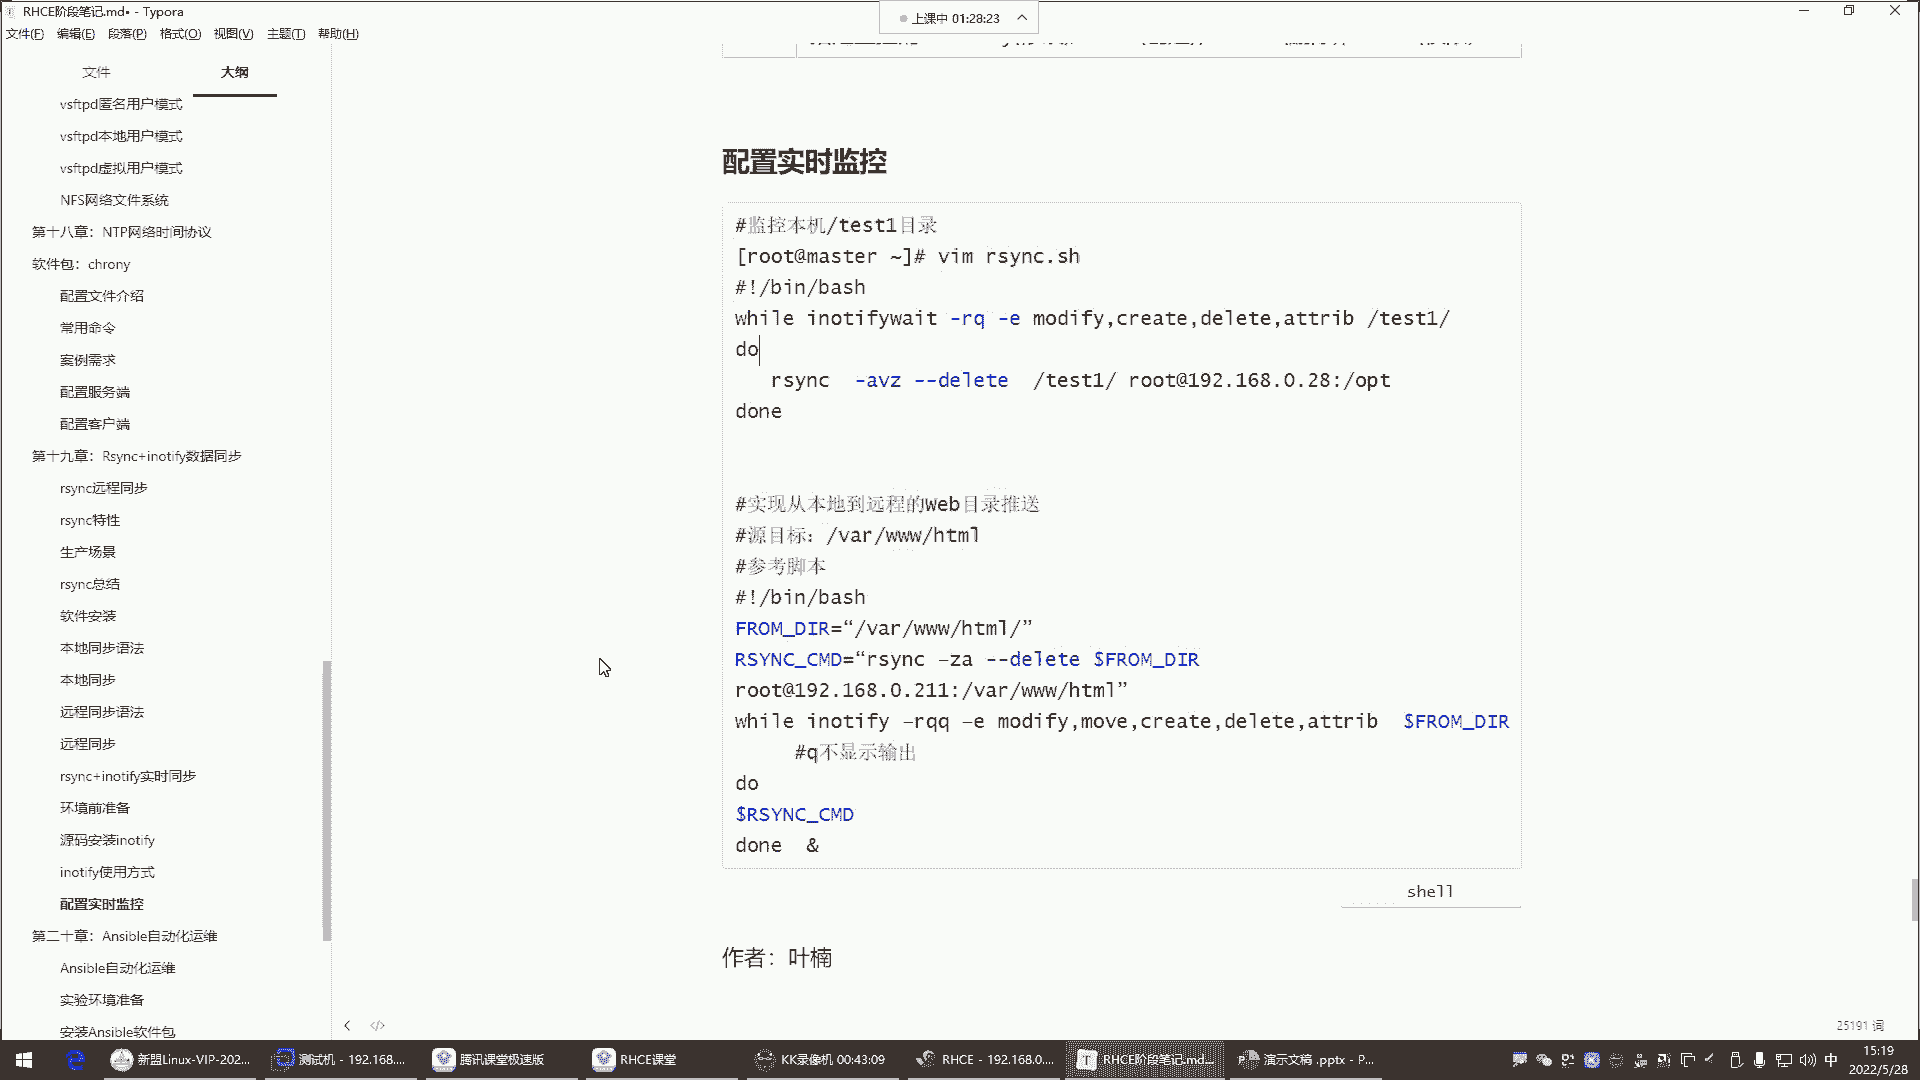 RHCE阶段笔记.md• - Typora
上课中 01:28:23
文件(F) 编辑(E) 段落(P) 格式(O) 视图(V) 主题(T) 帮助(H)
文件 大纲
vsftpd匿名用户模式
vsftpd本地用户模式
vsftpd虚拟用户模式
NFS网络文件系统
第十八章：NTP网络时间协议
软件包：chrony
配置文件介绍
常用命令
案例需求
配置服务端
配置客户端
第十九章：Rsync+inotify数据同步
rsync远程同步
rsync特性
生产场景
rsync总结
软件安装
本地同步语法
本地同步
远程同步语法
远程同步
rsync+inotify实时同步
环境前准备
源码安装inotify
inotify使用方式
配置实时监控
第二十章：Ansible自动化运维
Ansible自动化运维
实验环境准备
安装Ansible软件包
配置实时监控
#监控本机/test1目录
[root@master ~]# vim rsync.sh
#!/bin/bash
while inotifywait -rq -e modify,create,delete,attrib /test1/
do
rsync -avz --delete /test1/ root@192.168.0.28:/opt
done
#实现从本地到远程的web目录推送
#源目标：/var/www/html
#参考脚本
#!/bin/bash
FROM_DIR=“/var/www/html/”
RSYNC_CMD=“rsync –za --delete $FROM_DIR
root@192.168.0.211:/var/www/html”
while inotify –rqq –e modify,move,create,delete,attrib $FROM_DIR
#q不显示输出
do
$RSYNC_CMD
done &
shell
作者：叶楠
25191 词
新盟Linux-VIP-202... 测试机 - 192.168.... 腾讯课堂极速版 RHCE课堂 KK录像机 00:43:09 RHCE - 192.168.0.... RHCE阶段笔记.md... 演示文稿 .pptx - P...
中
15:19
2022/5/28